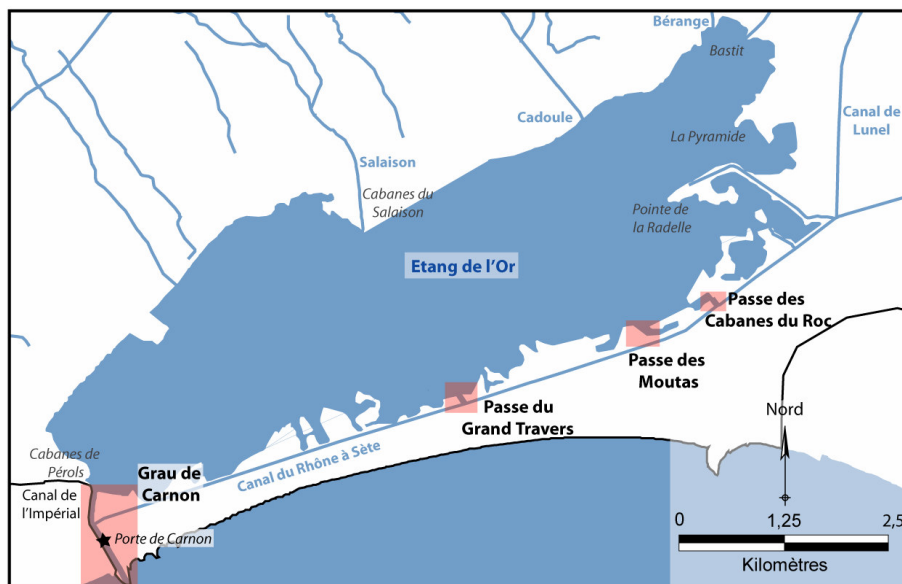 Bérange
Bastit
Canal de
Lunel
Cadoule
La Pyramide
Salaison
Cabanes du
Salaison
Pointe de
la Radelle
Etang de l'Or
Passe des
Cabanes du Roc
Passe des
Moutas
Passe du
Grand Travers
Nord
Cabanes de
Pérols
Grau de
Carnon
Canal du Rhône à Sète
Canal de
l'Impérial
Porte de Carnon
0 1,25 2,5
Kilomètres